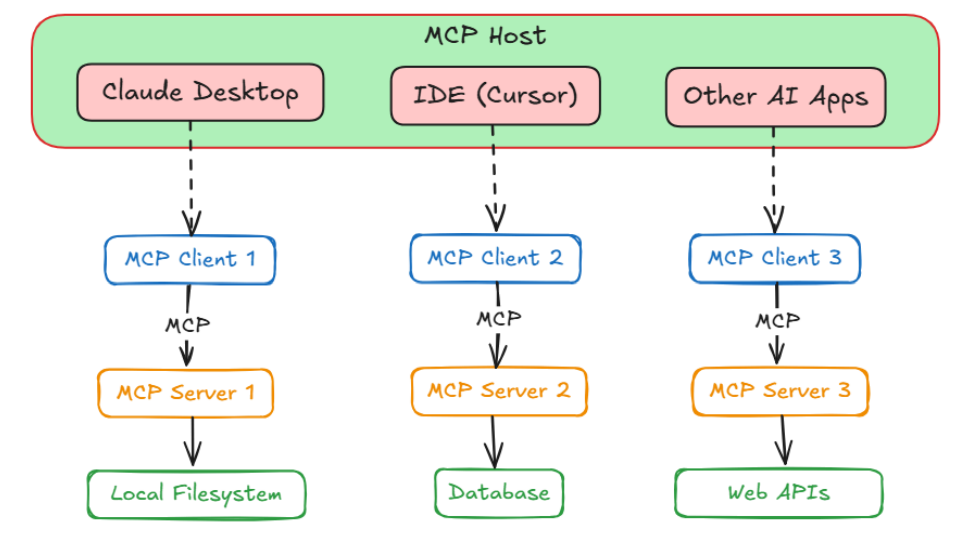 MCP Host
Claude Desktop
IDE (Cursor)
Other AI Apps
MCP Client 1
MCP Client 2
MCP Client 3
MCP
MCP
MCP
MCP Server 1
MCP Server 2
MCP Server 3
Local Filesystem
Database
Web APIs